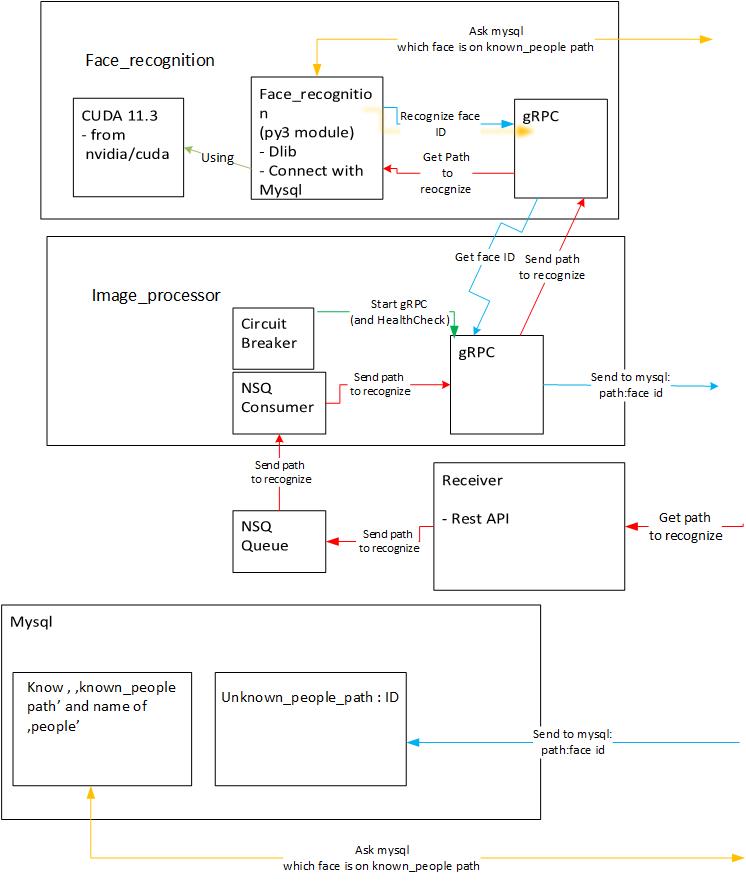 Ask mysql
which face is on known_people path
Face_recognition
CUDA 11.3
- from
nvidia/cuda
Using
Face_recognitio
n
(py3 module)
- Dlib
- Connect with
Mysql
Recognize face
ID
Get Path
to
reocgnize
gRPC
Get face ID
Send path
to recognize
Image_processor
Circuit
Breaker
Start gRPC
(and HealthCheck)
gRPC
NSQ
Consumer
Send path
to recognize
Send to mysql:
path:face id
Send path
to recognize
Receiver
- Rest API
Get path
to recognize
NSQ
Queue
Send path
to recognize
Mysql
Know , ,known_people
path’ and name of
,people’
Unknown_people_path : ID
Send to mysql:
path:face id
Ask mysql
which face is on known_people path